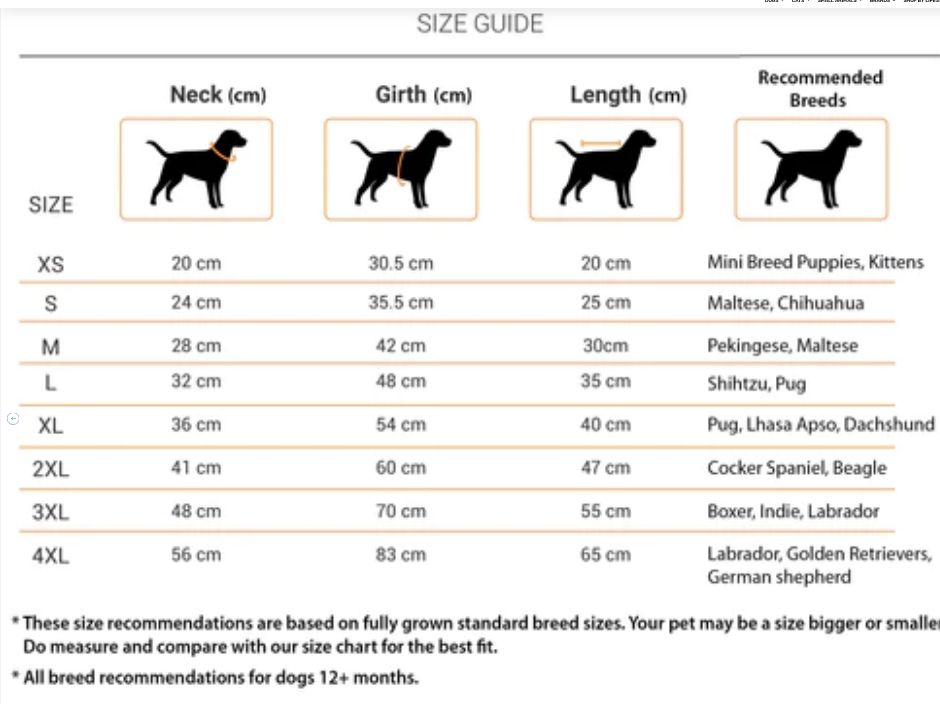 SIZE GUIDE
Neck (cm) Girth (cm) Length (cm) Recommended Breeds
SIZE
XS 20 cm 30.5 cm 20 cm Mini Breed Puppies, Kittens
S 24 cm 35.5 cm 25 cm Maltese, Chihuahua
M 28 cm 42 cm 30cm Pekingese, Maltese
L 32 cm 48 cm 35 cm Shihtzu, Pug
XL 36 cm 54 cm 40 cm Pug, Lhasa Apso, Dachshund
2XL 41 cm 60 cm 47 cm Cocker Spaniel, Beagle
3XL 48 cm 70 cm 55 cm Boxer, Indie, Labrador
4XL 56 cm 83 cm 65 cm Labrador, Golden Retrievers,
German shepherd
* These size recommendations are based on fully grown standard breed sizes. Your pet may be a size bigger or smaller
Do measure and compare with our size chart for the best fit.
* All breed recommendations for dogs 12+ months.